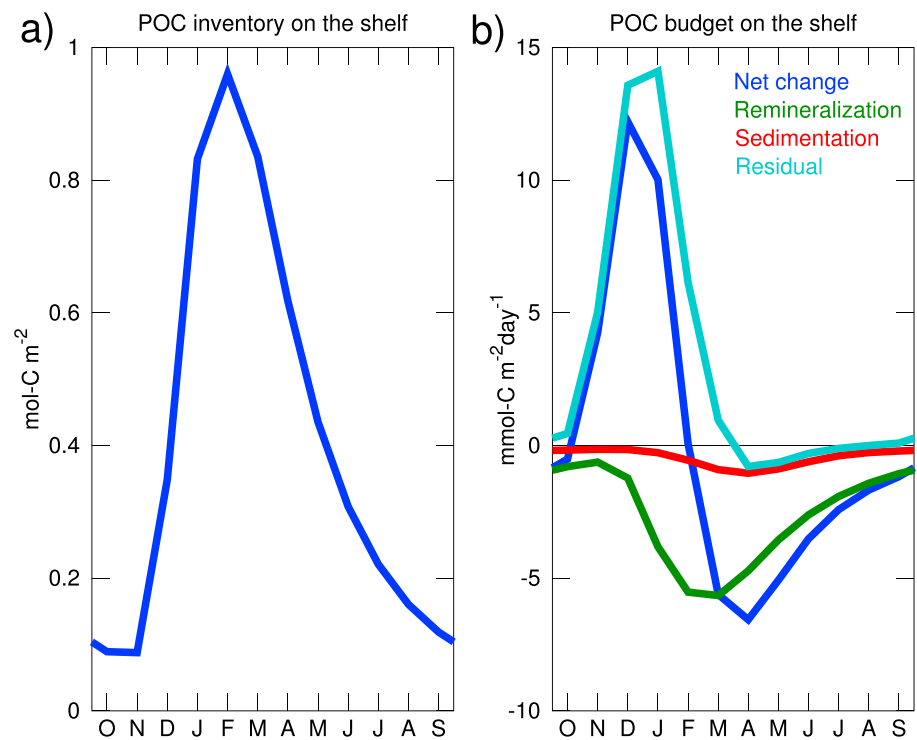 a)
POC inventory on the shelf
mol-C m-2
1
0.8
0.6
0.4
0.2
0
O N D J F M A M J J A S
b)
POC budget on the shelf
mmol-C m-2day-1
15
10
5
0
-5
-10
Net change
Remineralization
Sedimentation
Residual
O N D J F M A M J J A S